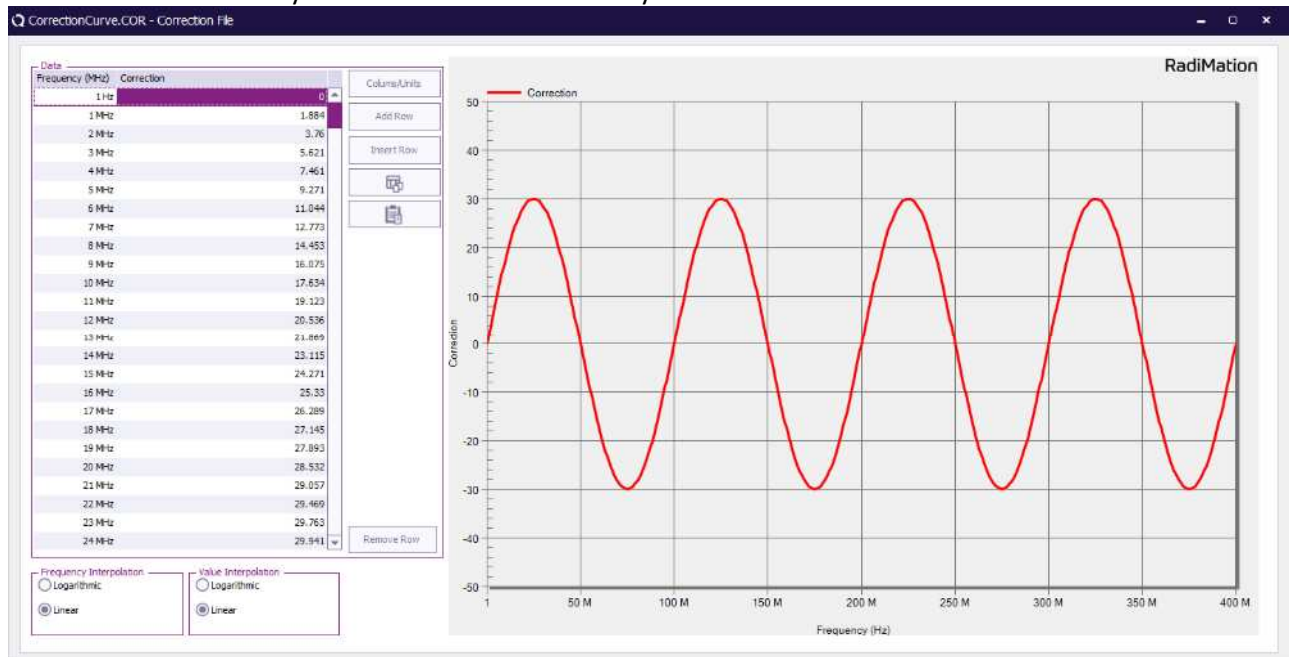 CorrectionCurve.COR - Correction File
Data
Frequency (MHz) Correction
1 Hz 0
1 MHz 1.884
2 MHz 3.76
3 MHz 5.621
4 MHz 7.461
5 MHz 9.271
6 MHz 11.044
7 MHz 12.773
8 MHz 14.453
9 MHz 16.075
10 MHz 17.634
11 MHz 19.123
12 MHz 20.536
13 MHz 21.869
14 MHz 23.115
15 MHz 24.271
16 MHz 25.33
17 MHz 26.289
18 MHz 27.145
19 MHz 27.893
20 MHz 28.532
21 MHz 29.057
22 MHz 29.469
23 MHz 29.763
24 MHz 29.941
Colums/Units
Add Row
Insert Row
Remove Row
Frequency Interpolation
Logarithmic
Linear
Value Interpolation
Logarithmic
Linear
RadiMation
Correction
50
40
30
20
10
0
-10
-20
-30
-40
-50
Correction
1 50 M 100 M 150 M 200 M 250 M 300 M 350 M 400 M
Frequency (Hz)